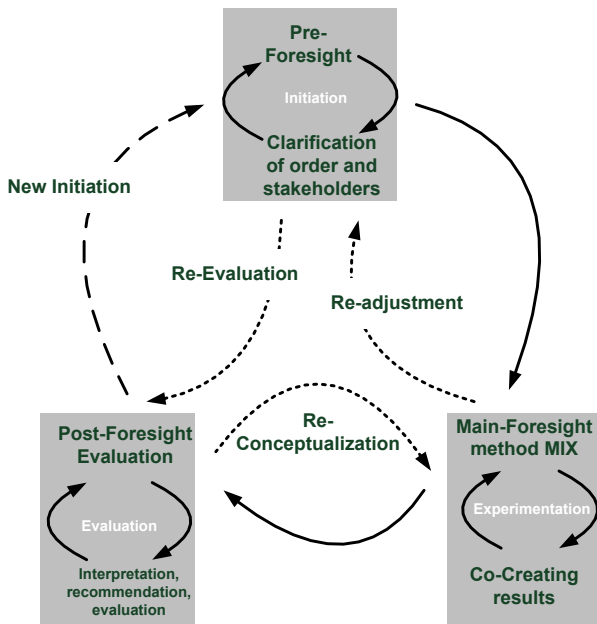 Pre-
Foresight
Initiation
Clarification
of order and
stakeholders
New Initiation
Re-Evaluation
Re-adjustment
Re-
Conceptualization
Post-Foresight
Evaluation
Evaluation
Interpretation,
recommendation,
evaluation
Main-Foresight
method MIX
Experimentation
Co-Creating
results